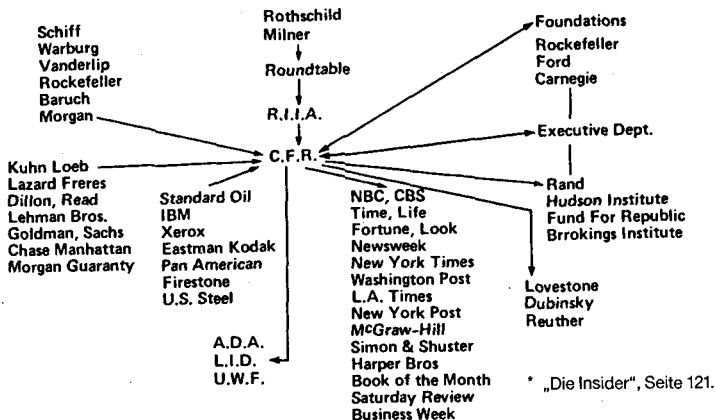 Rothschild
Milner
Roundtable
R.I.I.A.
C.F.R.
Schiff
Warburg
Vanderlip
Rockefeller
Baruch
Morgan
Foundations
Rockefeller
Ford
Carnegie
Executive Dept.
Kuhn Loeb
Lazard Freres
Dillon, Read
Lehman Bros.
Goldman, Sachs
Chase Manhattan
Morgan Guaranty
Standard Oil
IBM
Xerox
Eastman Kodak
Pan American
Firestone
U.S. Steel
A.D.A.
L.I.D.
U.W.F.
NBC, CBS
Time, Life
Fortune, Look
Newsweek
New York Times
Washington Post
L.A. Times
New York Post
McGraw-Hill
Simon & Shuster
Harper Bros
Book of the Month
Saturday Review
Business Week
Rand
Hudson Institute
Fund For Republic
Brrokings Institute
Lovestone
Dubinsky
Reuther
* „Die Insider“, Seite 121.